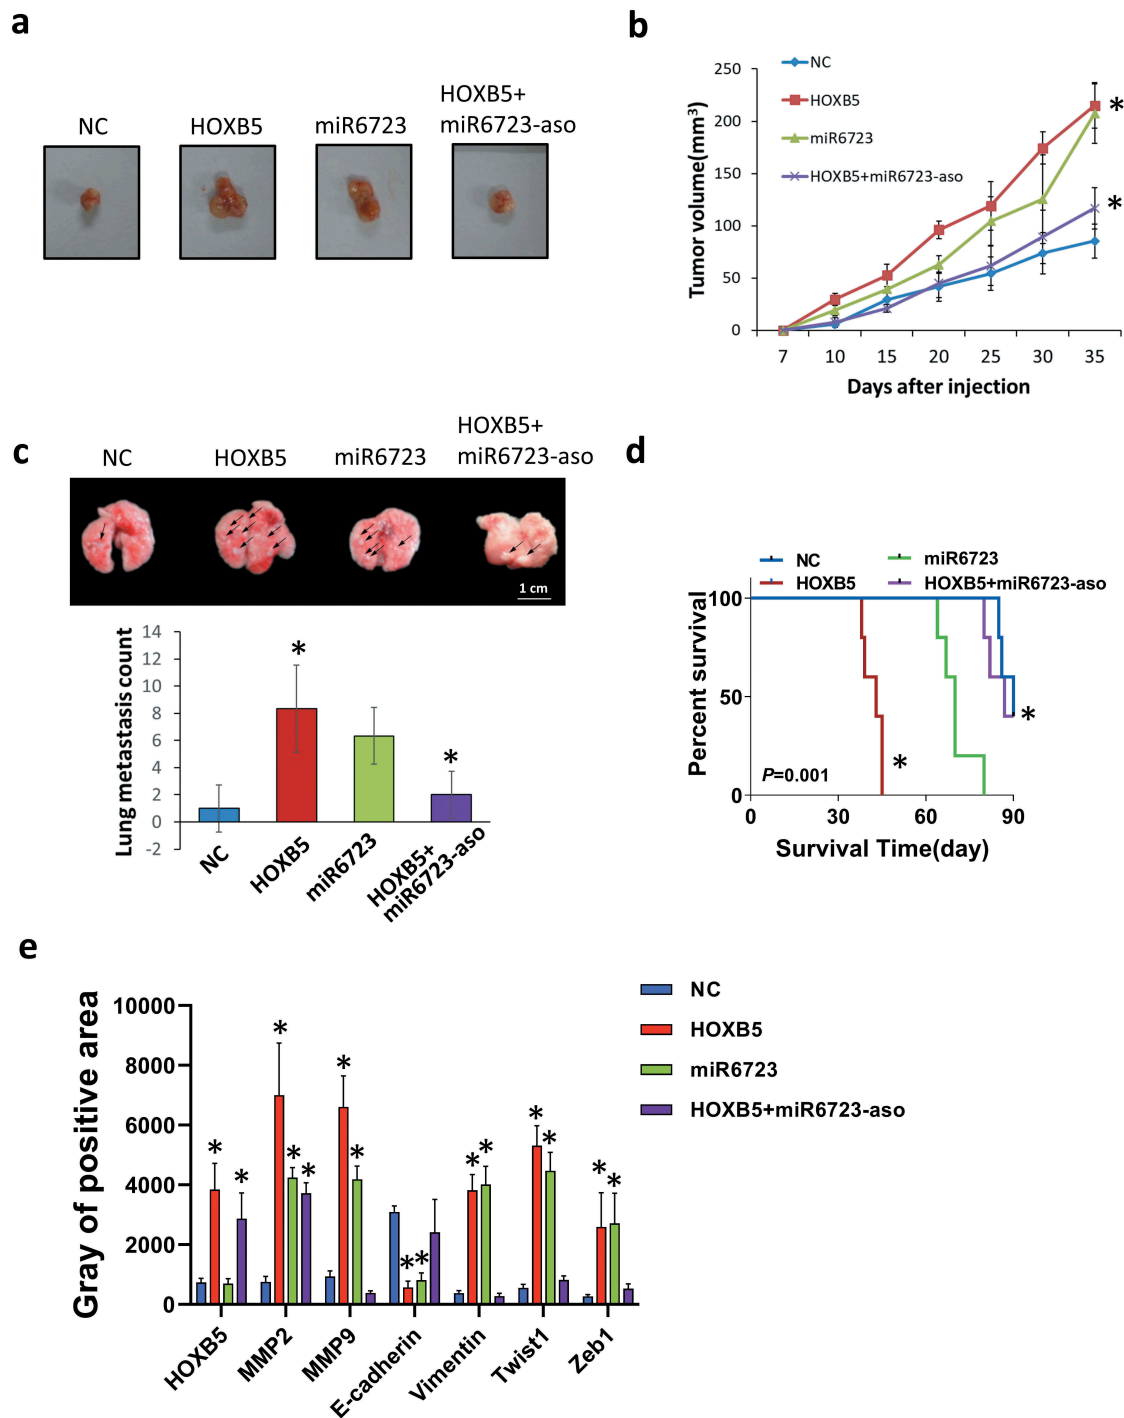 a
NC
HOXB5
miR6723
HOXB5+
miR6723-aso
b
250
200
150
100
50
0
Tumor volume(mm³)
NC
HOXB5
miR6723
HOXB5+miR6723-aso
*
*
7 10 15 20 25 30 35
Days after injection
c
NC
HOXB5
miR6723
HOXB5+
miR6723-aso
1 cm
Lung metastasis count
14
12
10
8
6
4
2
0
-2
*
*
NC
HOXB5
miR6723
HOXB5+
miR6723-aso
d
NC
HOXB5
miR6723
HOXB5+miR6723-aso
Percent survival
100
50
0
P=0.001
*
*
0 30 60 90
Survival Time(day)
e
Gray of positive area
10000
8000
6000
4000
2000
0
NC
HOXB5
miR6723
HOXB5+miR6723-aso
* *
* * *
* *
* *
* *
* *
* *
HOXB5
MMP2
MMP9
E-cadherin
Vimentin
Twist1
Zeb1